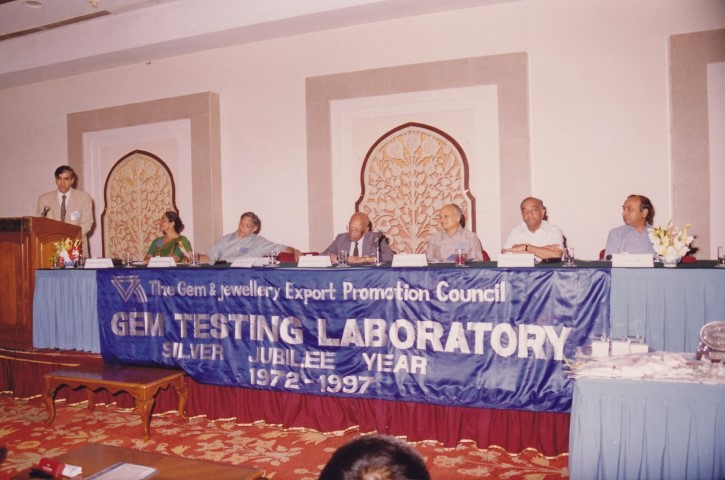 The Gem & Jewellery Export Promotion Council
GEM TESTING LABORATORY
SILVER JUBILEE YEAR
1972-1997